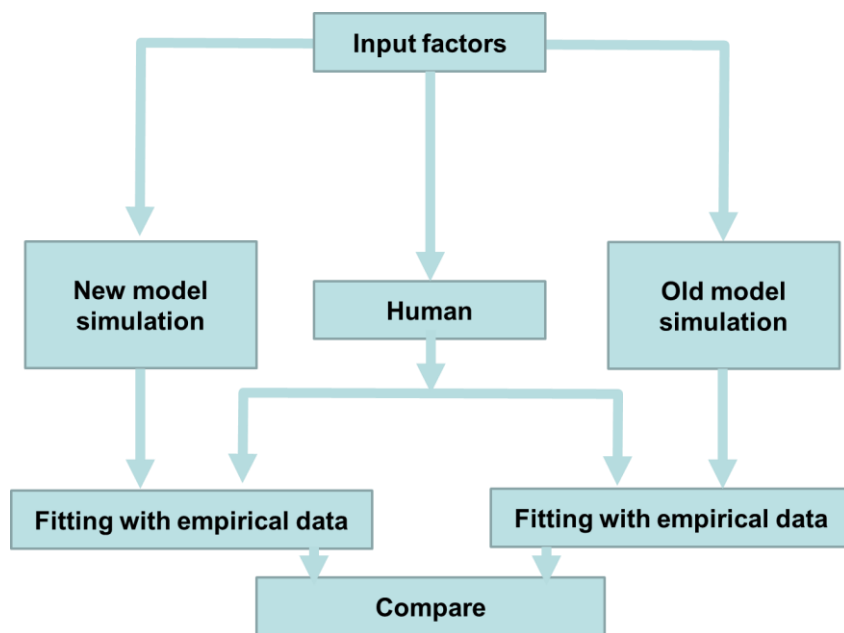 Input factors
New model
simulation
Human
Old model
simulation
Fitting with empirical data
Fitting with empirical data
Compare